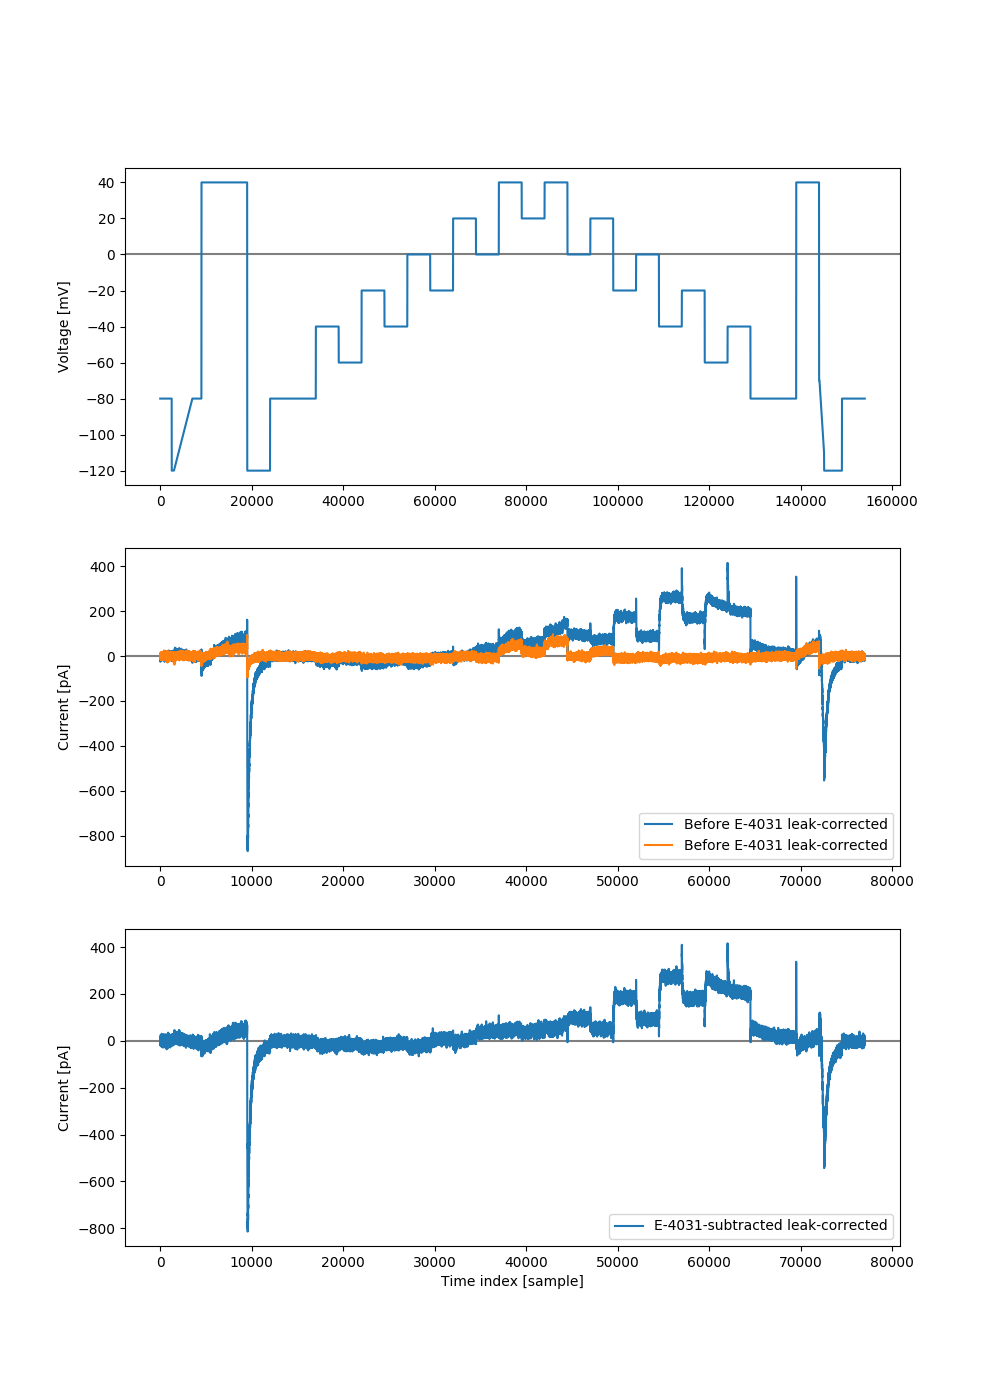 40
20
0
−20
−40
−60
−80
−100
−120
Voltage [mV]
0 20000 40000 60000 80000 100000 120000 140000 160000
400
200
0
−200
−400
−600
−800
Current [pA]
Before E-4031 leak-corrected
Before E-4031 leak-corrected
0 10000 20000 30000 40000 50000 60000 70000 80000
400
200
0
−200
−400
−600
−800
Current [pA]
E-4031-subtracted leak-corrected
0 10000 20000 30000 40000 50000 60000 70000 80000
Time index [sample]